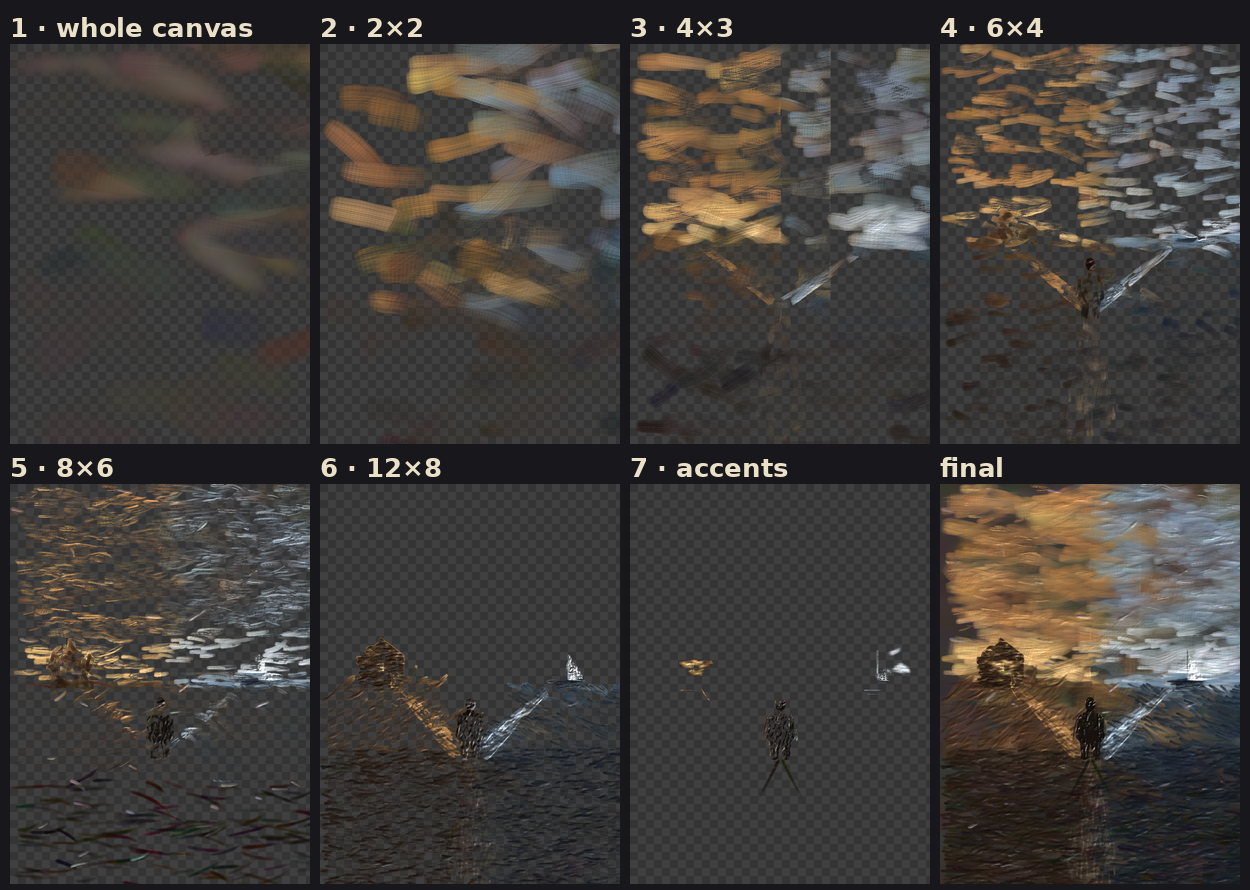 1 · whole canvas
2 · 2×2
3 · 4×3
4 · 6×4
5 · 8×6
6 · 12×8
7 · accents
final